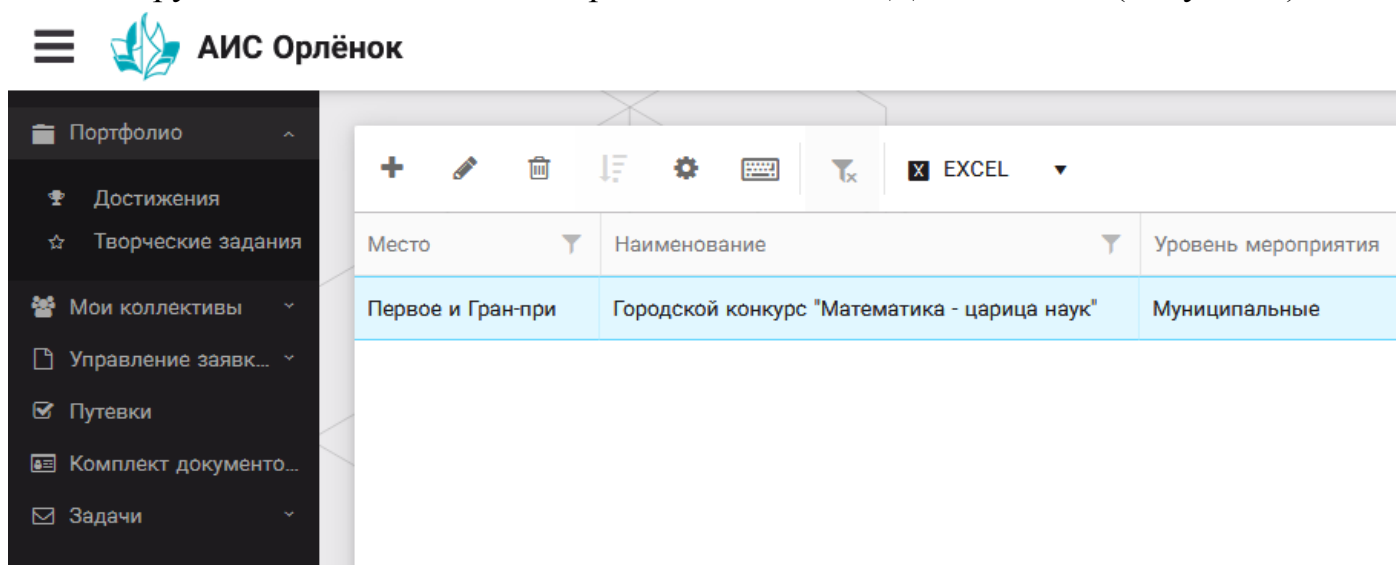 АИС Орлёнок
Портфолио
Достижения
Творческие задания
Мои коллективы
Управление заявк...
Путевки
Комплект документо...
Задачи
X EXCEL
Место Наименование Уровень мероприятия
Первое и Гран-при Городской конкурс "Математика - царица наук" Муниципальные